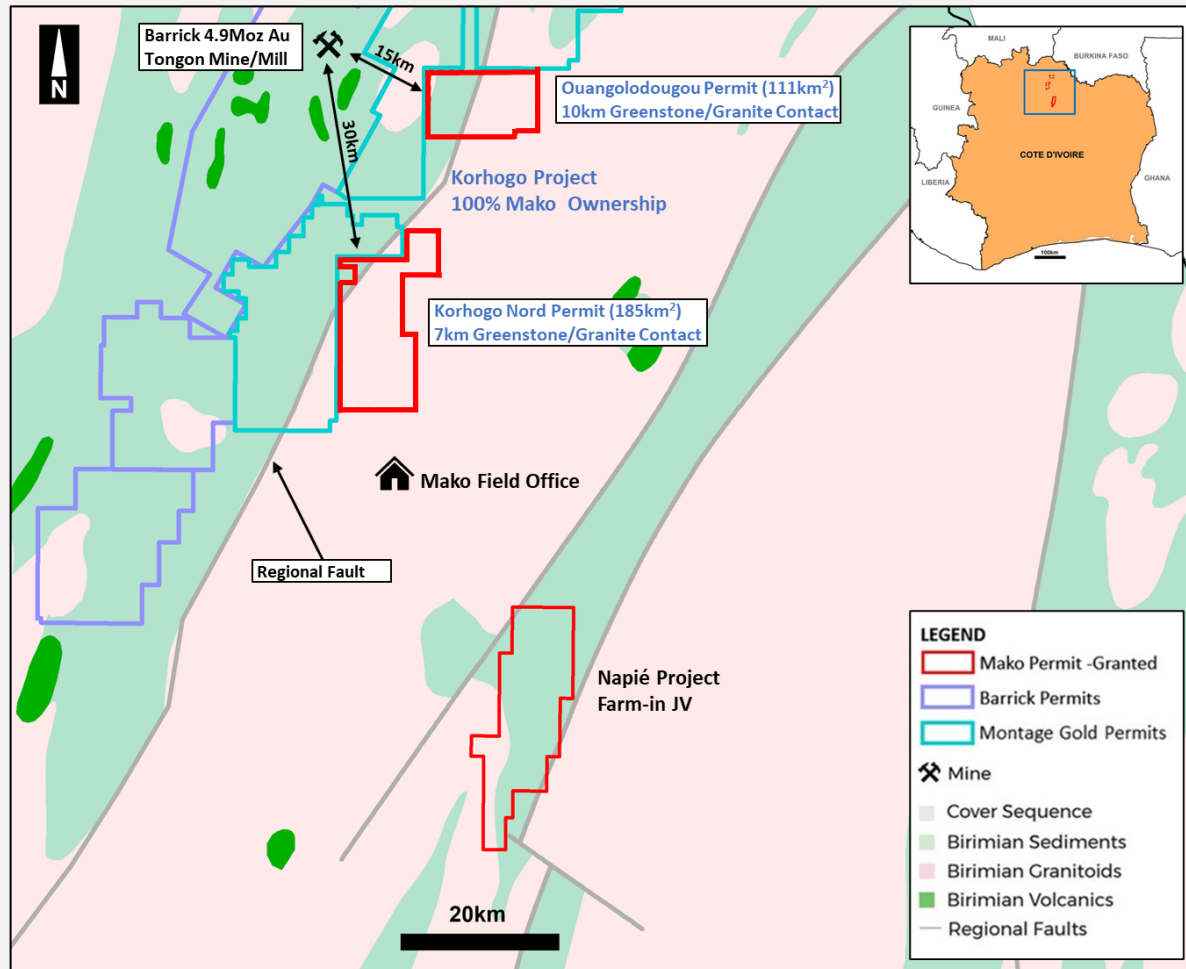 N
Barrick 4.9Moz Au
Tongon Mine/Mill
15km
30km
Ouangolodougou Permit (111km²)
10km Greenstone/Granite Contact
Korhogo Project
100% Mako Ownership
Korhogo Nord Permit (185km²)
7km Greenstone/Granite Contact
Mako Field Office
Regional Fault
Napié Project
Farm-in JV
20km
MALI
BURKINA FASO
GUINEA
COTE D'IVOIRE
LIBERIA
GHANA
100km
LEGEND
Mako Permit -Granted
Barrick Permits
Montage Gold Permits
Mine
Cover Sequence
Birimian Sediments
Birimian Granitoids
Birimian Volcanics
Regional Faults